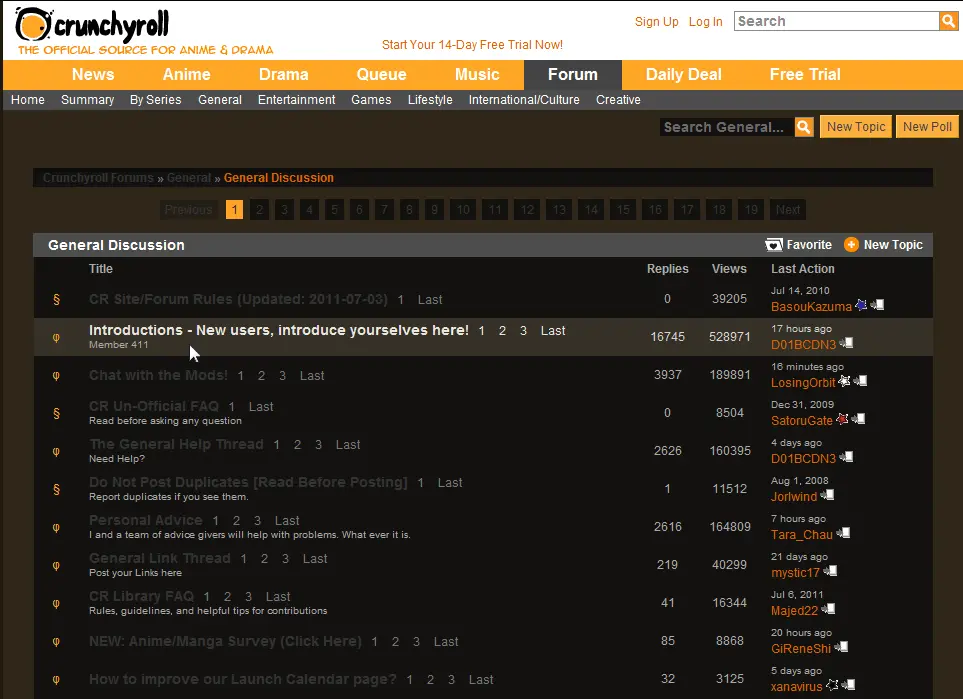 crunchyroll
THE OFFICIAL SOURCE FOR ANIME & DRAMA
Start Your 14-Day Free Trial Now!
Sign Up Log In Search
News Anime Drama Queue Music Forum Daily Deal Free Trial
Home Summary By Series General Entertainment Games Lifestyle International/Culture Creative
Search General... New Topic New Poll
Crunchyroll Forums » General » General Discussion
Previous 1 2 3 4 5 6 7 8 9 10 11 12 13 14 15 16 17 18 19 Next
General Discussion Favorite New Topic
Title Replies Views Last Action
§ CR Site/Forum Rules (Updated: 2011-07-03) 1 Last 0 39205 Jul 14, 2010
BasouKazuma
φ Introductions - New users, introduce yourselves here! 1 2 3 Last 16745 528971 17 hours ago
Member 411 D01BCDN3
φ Chat with the Mods! 1 2 3 Last 3937 189891 16 minutes ago
LosingOrbit
§ CR Un-Official FAQ 1 Last 0 8504 Dec 31, 2009
Read before asking any question SatoruGate
φ The General Help Thread 1 2 3 Last 2626 160395 4 days ago
Need Help? D01BCDN3
§ Do Not Post Duplicates [Read Before Posting] 1 Last 1 11512 Aug 1, 2008
Report duplicates if you see them. Jorlwind
φ Personal Advice 1 2 3 Last 2616 164809 7 hours ago
I and a team of advice givers will help with problems. What ever it is. Tara_Chau
φ General Link Thread 1 2 3 Last 219 40299 21 days ago
Post your Links here mystic17
φ CR Library FAQ 1 2 3 Last 41 16344 Jul 6, 2011
Rules, guidelines, and helpful tips for contributions Majed22
φ NEW: Anime/Manga Survey (Click Here) 1 2 3 Last 85 8868 20 hours ago
GiReneShi
φ How to improve our Launch Calendar page? 1 2 3 Last 32 3125 5 days ago
xanavirus